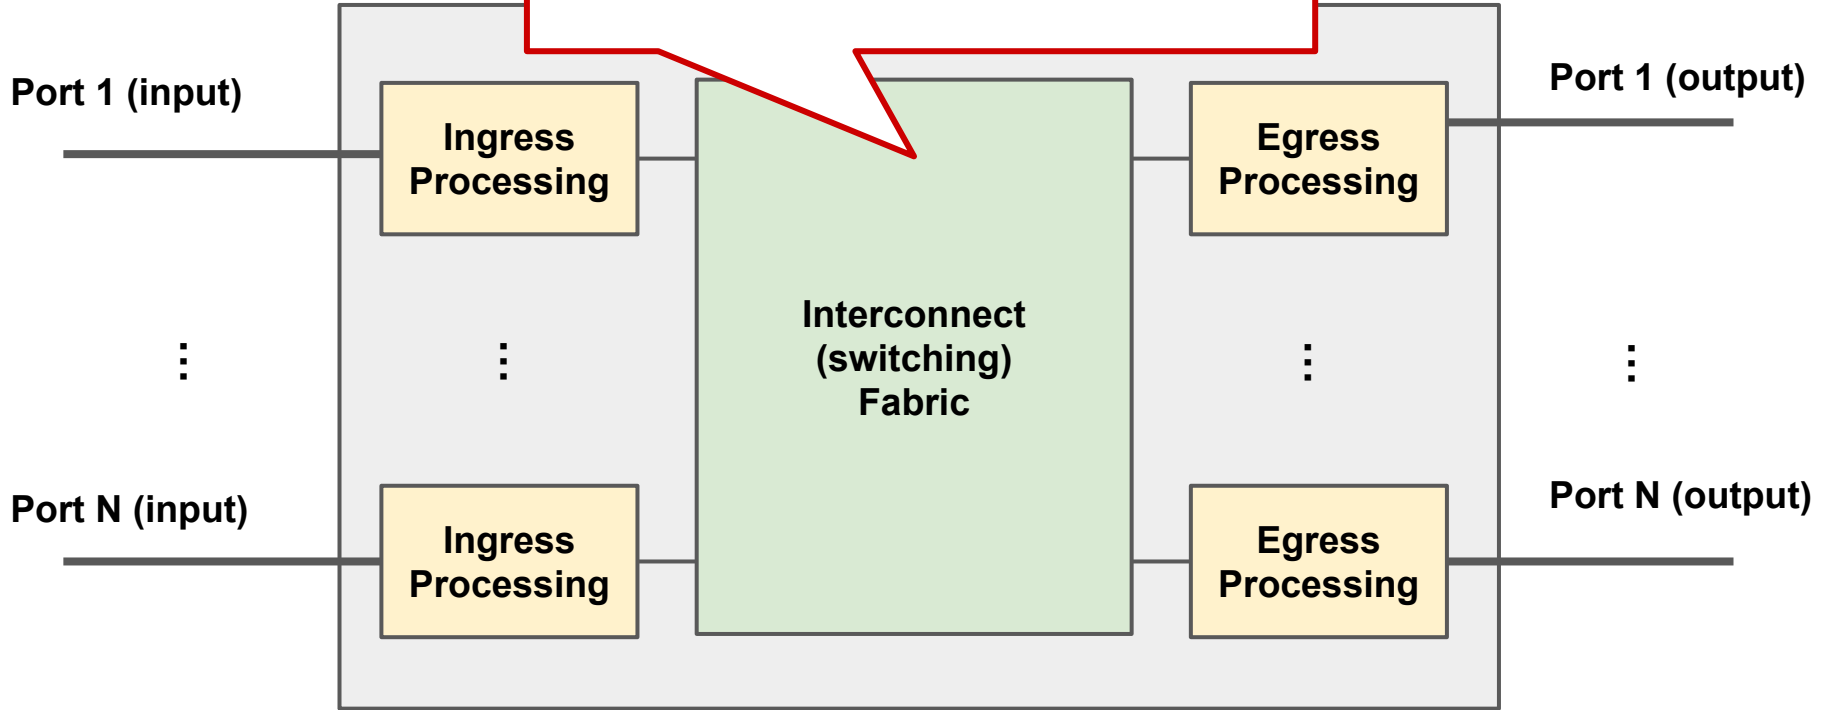 Port 1 (input)
Port 1 (output)
Ingress
Processing
Egress
Processing
Interconnect
(switching)
Fabric
⋮
⋮
⋮
⋮
Port N (input)
Port N (output)
Ingress
Processing
Egress
Processing